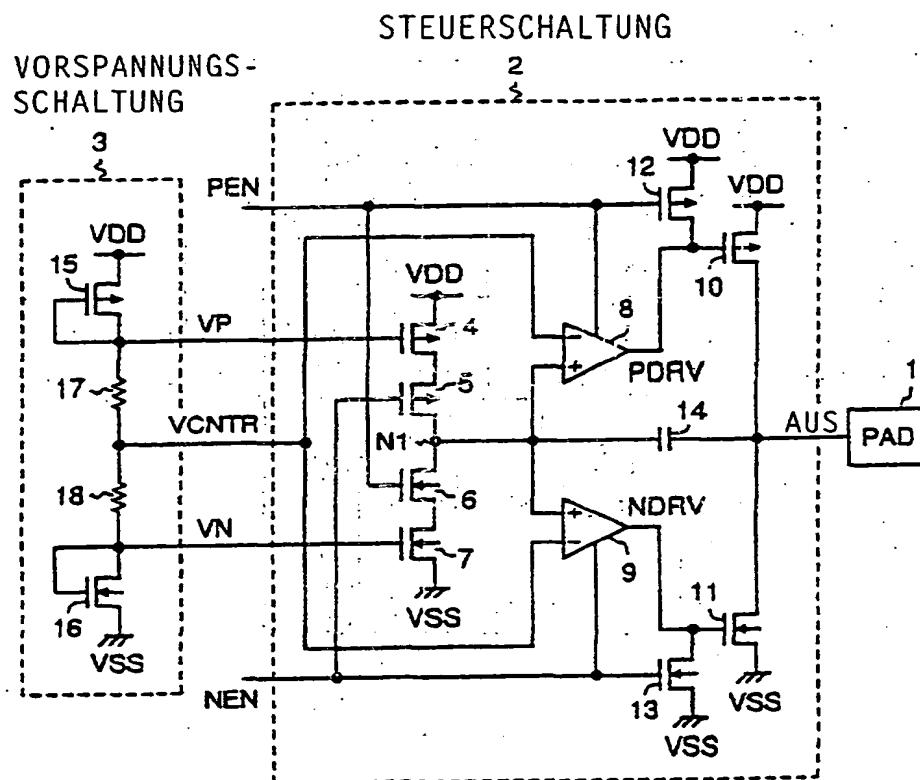 STEUERSCHALTUNG
2
VORSPANNUNGS-
SCHALTUNG
3
PEN
VDD
12
VDD
10
VDD
15
VP
VDD
4
8
PDRV
5
17
VCNTR
N1
14
AUS
1
PAD
18
6
NDRV
VN
7
9
11
16
VSS
VSS
NEN
13
VSS
VSS